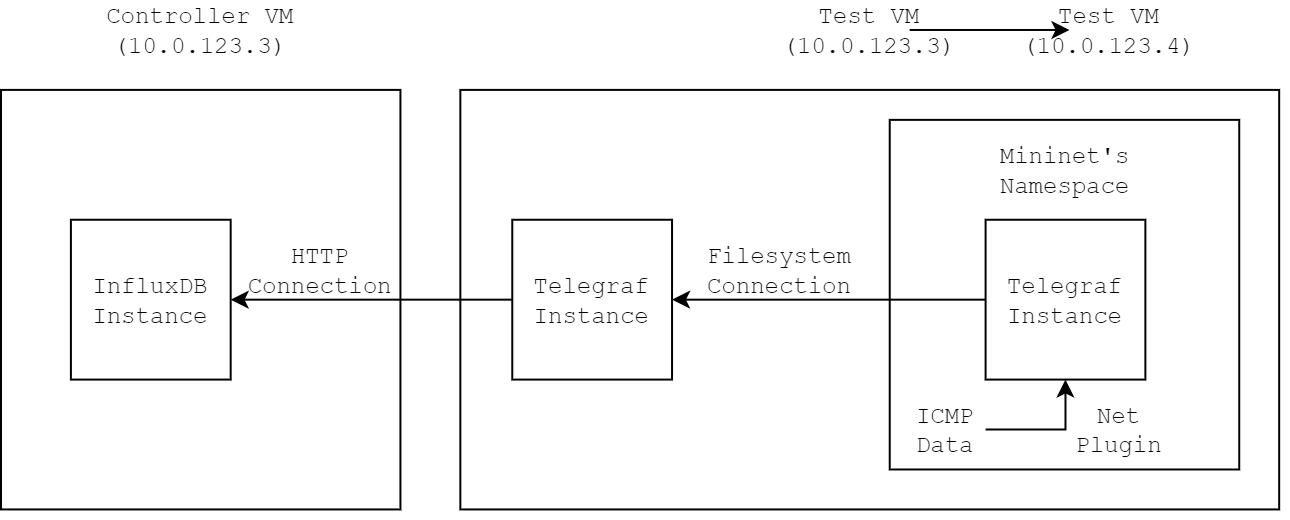 Controller VM
(10.0.123.3)
Test VM
(10.0.123.3)
Test VM
(10.0.123.4)
Mininet's
Namespace
InfluxDB
Instance
HTTP
Connection
Telegraf
Instance
Filesystem
Connection
Telegraf
Instance
ICMP
Data
Net
Plugin